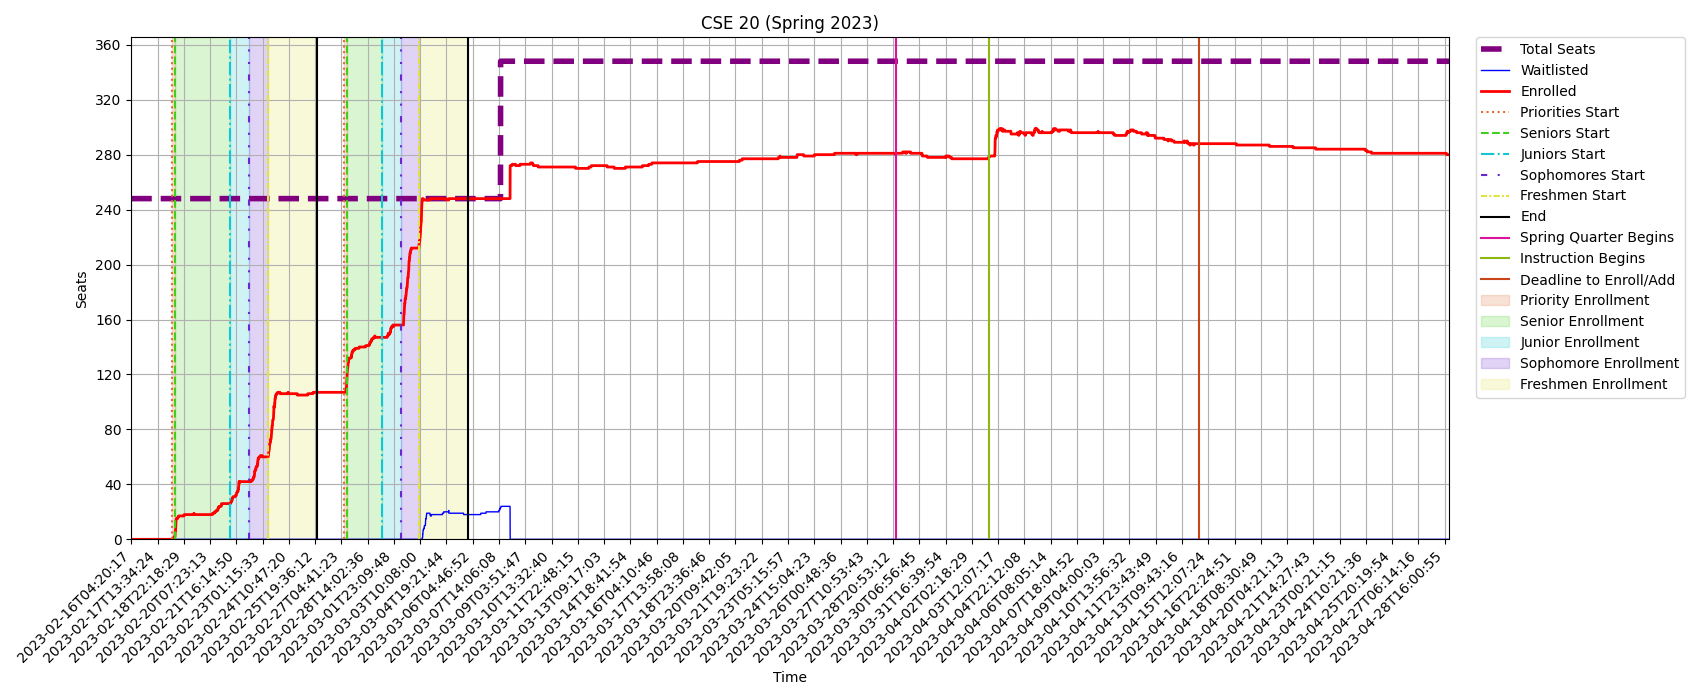 CSE 20 (Spring 2023)
Seats
360
320
280
240
200
160
120
80
40
0
2023-02-16T04:20:17
2023-02-17T13:34:24
2023-02-18T22:18:29
2023-02-20T07:23:13
2023-02-21T16:14:50
2023-02-23T01:15:33
2023-02-24T10:47:20
2023-02-25T19:36:12
2023-02-27T04:41:23
2023-02-28T14:02:36
2023-03-01T23:09:48
2023-03-03T10:08:00
2023-03-04T19:21:44
2023-03-06T04:46:52
2023-03-07T14:06:08
2023-03-09T03:51:47
2023-03-10T13:32:40
2023-03-11T22:48:15
2023-03-13T09:17:03
2023-03-14T18:41:54
2023-03-16T04:10:46
2023-03-17T13:58:08
2023-03-18T23:36:46
2023-03-20T09:42:05
2023-03-21T19:23:22
2023-03-23T05:15:57
2023-03-24T15:04:23
2023-03-26T00:48:36
2023-03-27T10:53:43
2023-03-28T20:53:12
2023-03-30T06:56:45
2023-03-31T16:39:54
2023-04-02T02:18:29
2023-04-03T12:07:17
2023-04-04T22:12:08
2023-04-06T08:05:14
2023-04-07T18:04:52
2023-04-09T04:00:03
2023-04-10T13:56:32
2023-04-11T23:43:49
2023-04-13T09:43:16
2023-04-15T12:07:24
2023-04-16T22:24:51
2023-04-18T08:30:49
2023-04-20T04:21:13
2023-04-21T14:27:43
2023-04-23T00:21:15
2023-04-24T10:21:36
2023-04-25T20:19:54
2023-04-27T06:14:16
2023-04-28T16:00:55
Time
Total Seats
Waitlisted
Enrolled
Priorities Start
Seniors Start
Juniors Start
Sophomores Start
Freshmen Start
End
Spring Quarter Begins
Instruction Begins
Deadline to Enroll/Add
Priority Enrollment
Senior Enrollment
Junior Enrollment
Sophomore Enrollment
Freshmen Enrollment